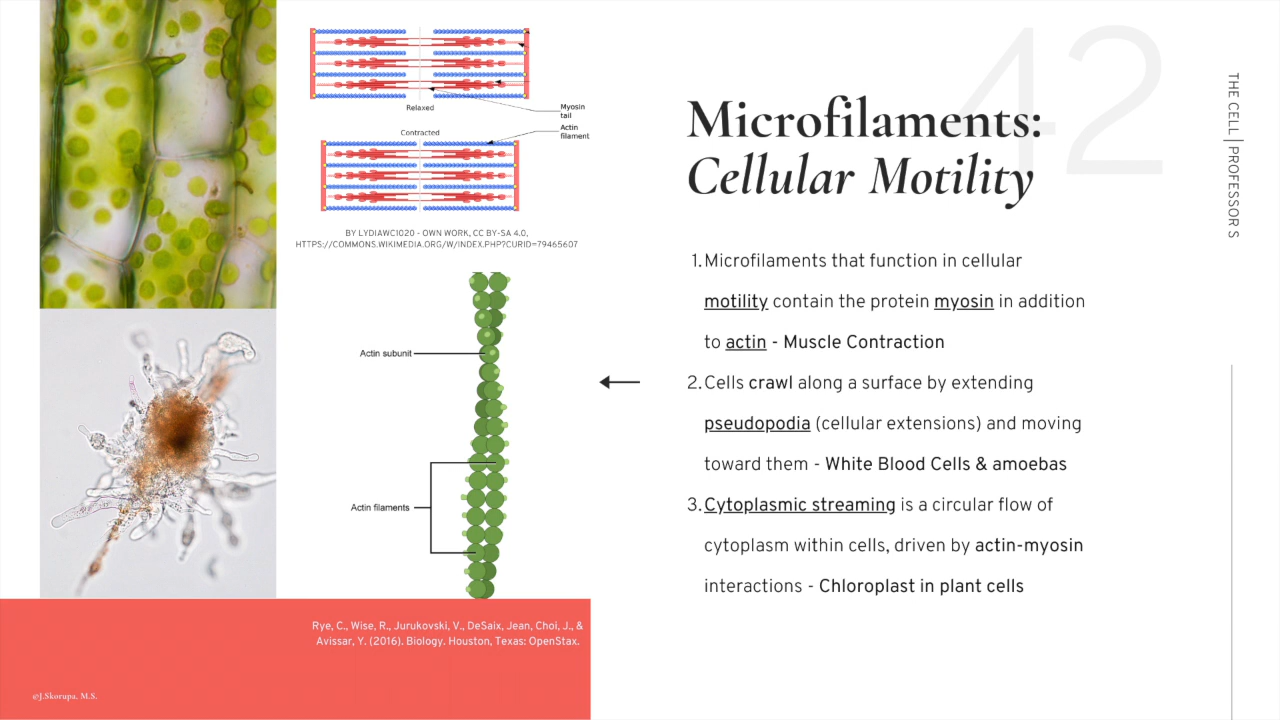 42
THE CELL | PROFESSORS
Relaxed
Myosin
tail
Actin
filament
Contracted
BY LYDIAWC1020 - OWN WORK, CC BY-SA 4.0,
HTTPS://COMMONS.WIKIMEDIA.ORG/W/INDEX.PHP?CURID=79465607
Actin subunit
Actin filaments
Microfilaments:
Cellular Motility
1. Microfilaments that function in cellular
motility contain the protein myosin in addition
to actin - Muscle Contraction
2. Cells crawl along a surface by extending
pseudopodia (cellular extensions) and moving
toward them - White Blood Cells & amoebas
3. Cytoplasmic streaming is a circular flow of
cytoplasm within cells, driven by actin-myosin
interactions - Chloroplast in plant cells
Rye, C., Wise, R., Jurukovski, V., DeSaix, Jean, Choi, J., &
Avissar, Y. (2016). Biology. Houston, Texas: OpenStax.
@J.Skorupa, M.S.